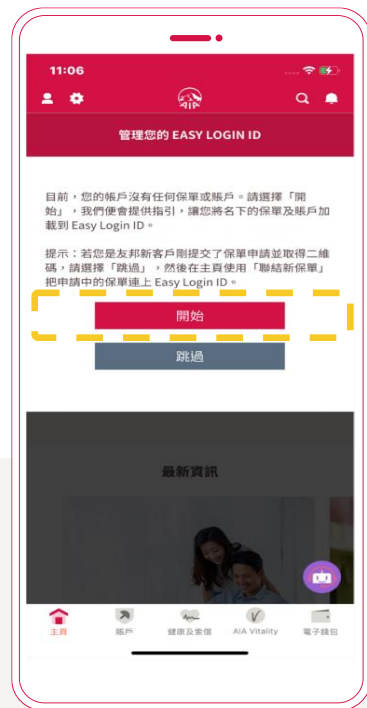 11:06
AIA
管理您的 EASY LOGIN ID
目前，您的帳戶沒有任何保單或賬戶。請選擇「開
始」，我們便會提供指引，讓您將名下的保單及賬戶加
載到 Easy Login ID。
提示：若您是友邦新客戶剛提交了保單申請並取得二維
碼，請選擇「跳過」，然後在主頁使用「聯結新保單」
把申請中的保單連上 Easy Login ID。
開始
跳過
最新資訊
主頁
賬戶
健康及索償
AIA Vitality
電子錢包